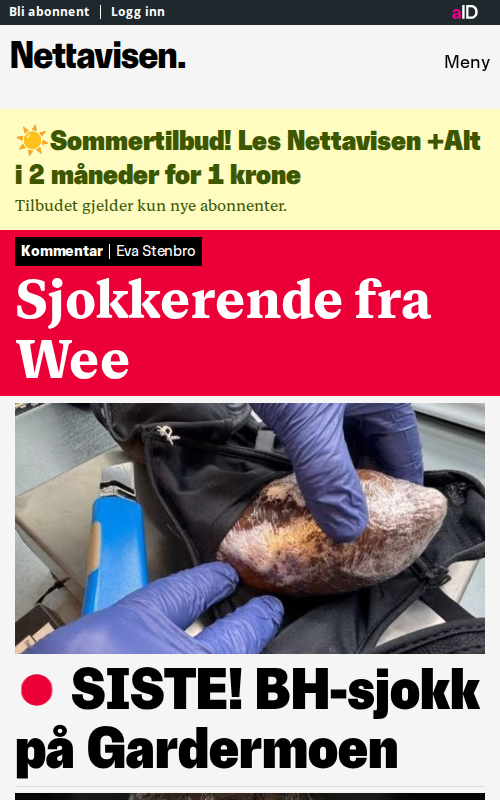 Bli abonnent | Logg inn
aID
Nettavisen.
Meny
☀️Sommertilbud! Les Nettavisen +Alt
i 2 måneder for 1 krone
Tilbudet gjelder kun nye abonnenter.
Kommentar | Eva Stenbro
Sjokkerende fra
Wee
SISTE! BH-sjokk
på Gardermoen